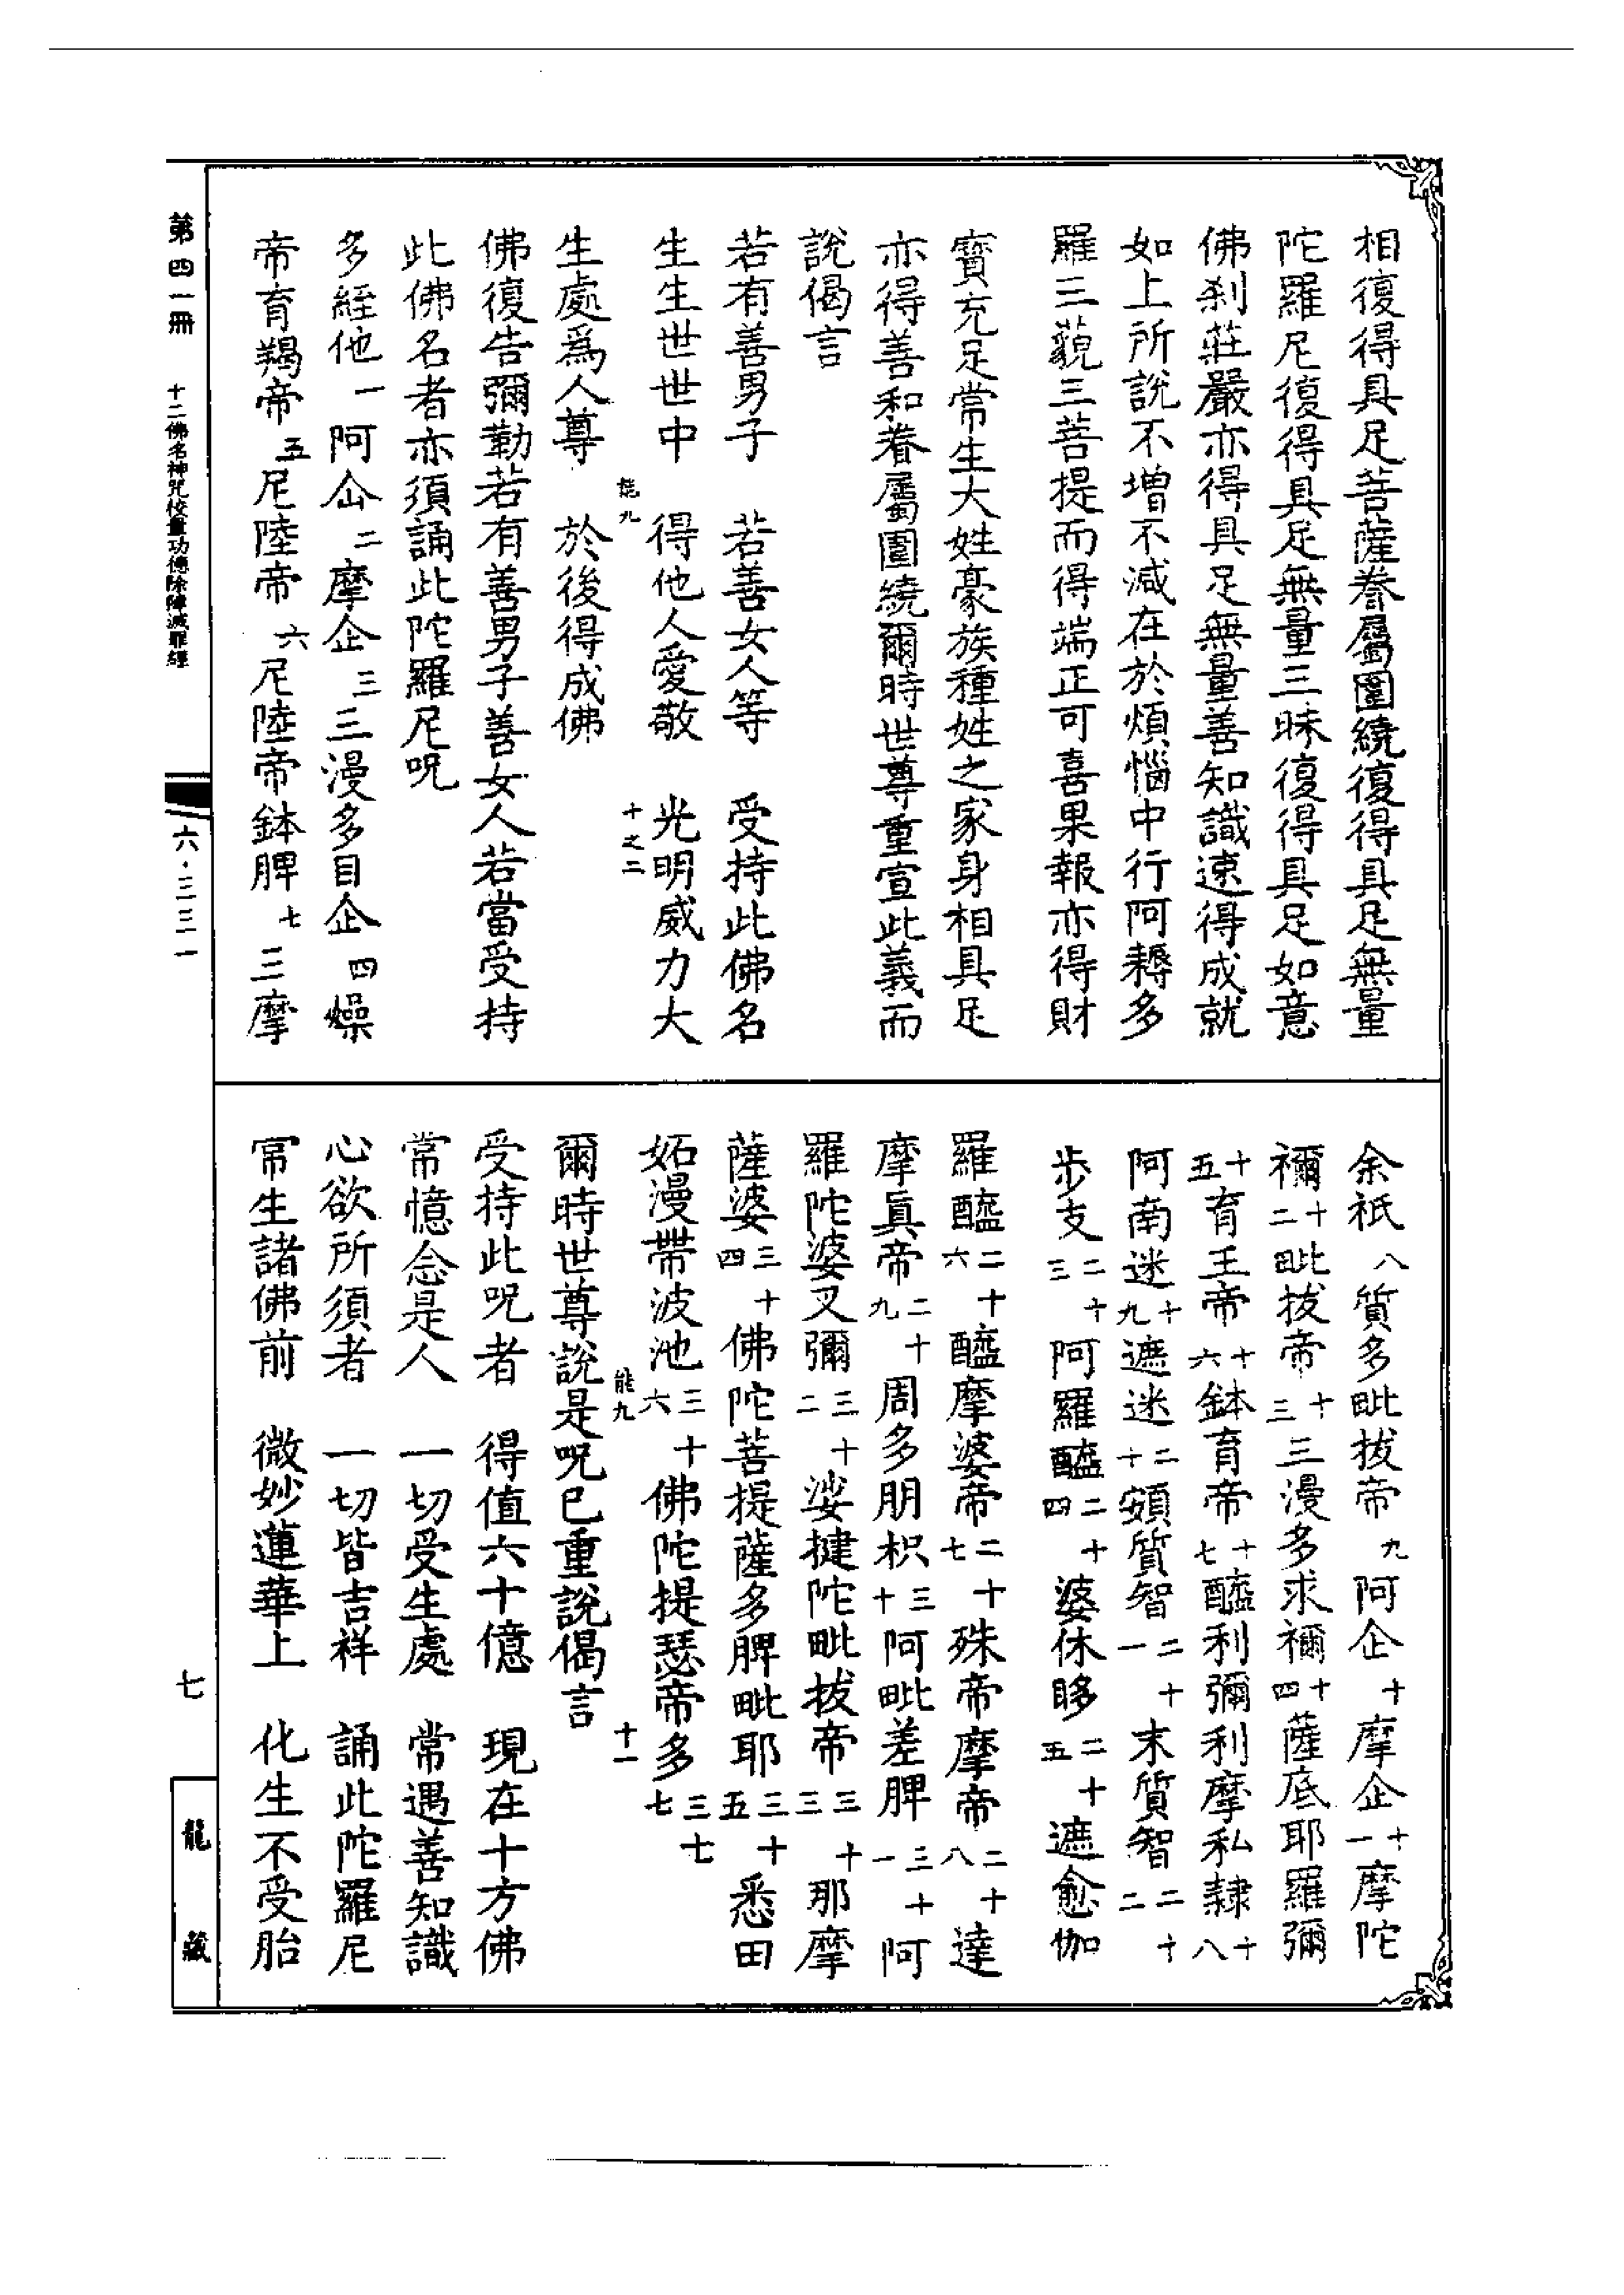 相復得具足菩薩眷屬圍繞復得具足無量
陀羅尼復得具足無量三昧復得具足如意
佛刹莊嚴亦得具足無量善知識速得成就
如上所說不增不減在於煩惱中行阿耨多
羅三藐三菩提而得端正可喜果報亦得財
寶充足常生大姓豪族種姓之家身相具足
亦得善和眷屬圍繞爾時世尊重宣此義而
說偈言
若有善男子　若善女人等　受持此佛名
生生世世中　得他人愛敬　光明威力大
能九　十之二
生處爲人尊　於後得成佛
佛復告彌勒若有善男子善女人若當受持
此佛名者亦須誦此陀羅尼呪
多絰他一阿仚二摩企三三漫多目企四燥
帝育羯帝五尼陸帝六尼陸帝鉢脾七三摩
第四一冊　十二佛名神咒校量功德除障滅罪經
六·三三一
余祇八質多毗拔帝九阿企十摩企十一摩陀
禰十二毗拔帝十三三漫多求禰十四薩底耶羅彌
十五育王帝十六鉢育帝十七醯利彌利摩私隸十八
阿南迷十九遮迷二十頞質智二十一末質智二十二
步支二十三阿羅醯二十四婆休眵二十五遮愈伽
羅醯二十六醯摩婆帝二十七殊帝摩帝二十八達
摩眞帝二十九周多朋枳三十阿毗差脾三十一阿
羅陀婆叉彌三十二娑揵陀毗拔帝三十三那摩
薩婆三十四佛陀菩提薩多脾毗耶三十五悉田
妬漫帶波池三十六佛陀提瑟帝多三十七七
能九　十一
爾時世尊說是呪已重說偈言
受持此呪者　得值六十億　現在十方佛
常憶念是人　一切受生處　常遇善知識
心欲所須者　一切皆吉祥　誦此陀羅尼
常生諸佛前　微妙蓮華上　化生不受胎
七
龍藏